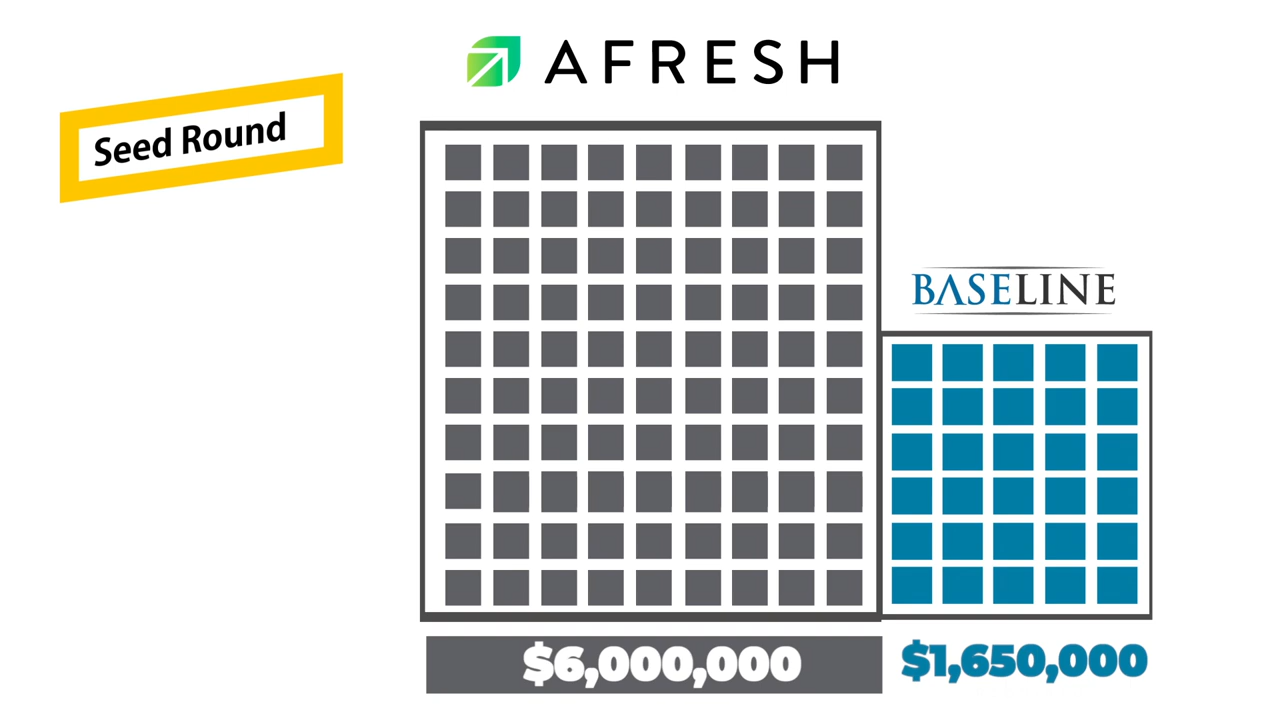 AFRESH
Seed Round
BASELINE
$6,000,000
$1,650,000